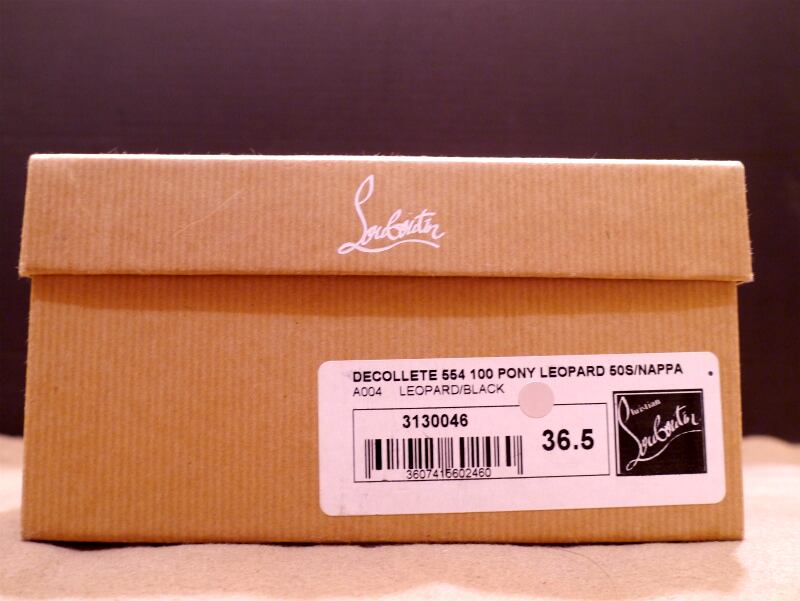 Louboutin
DECOLLETE 554 100 PONY LEOPARD 50S/NAPPA
A004 LEOPARD/BLACK
3130046
36.5
3607415602460
Christian
Louboutin